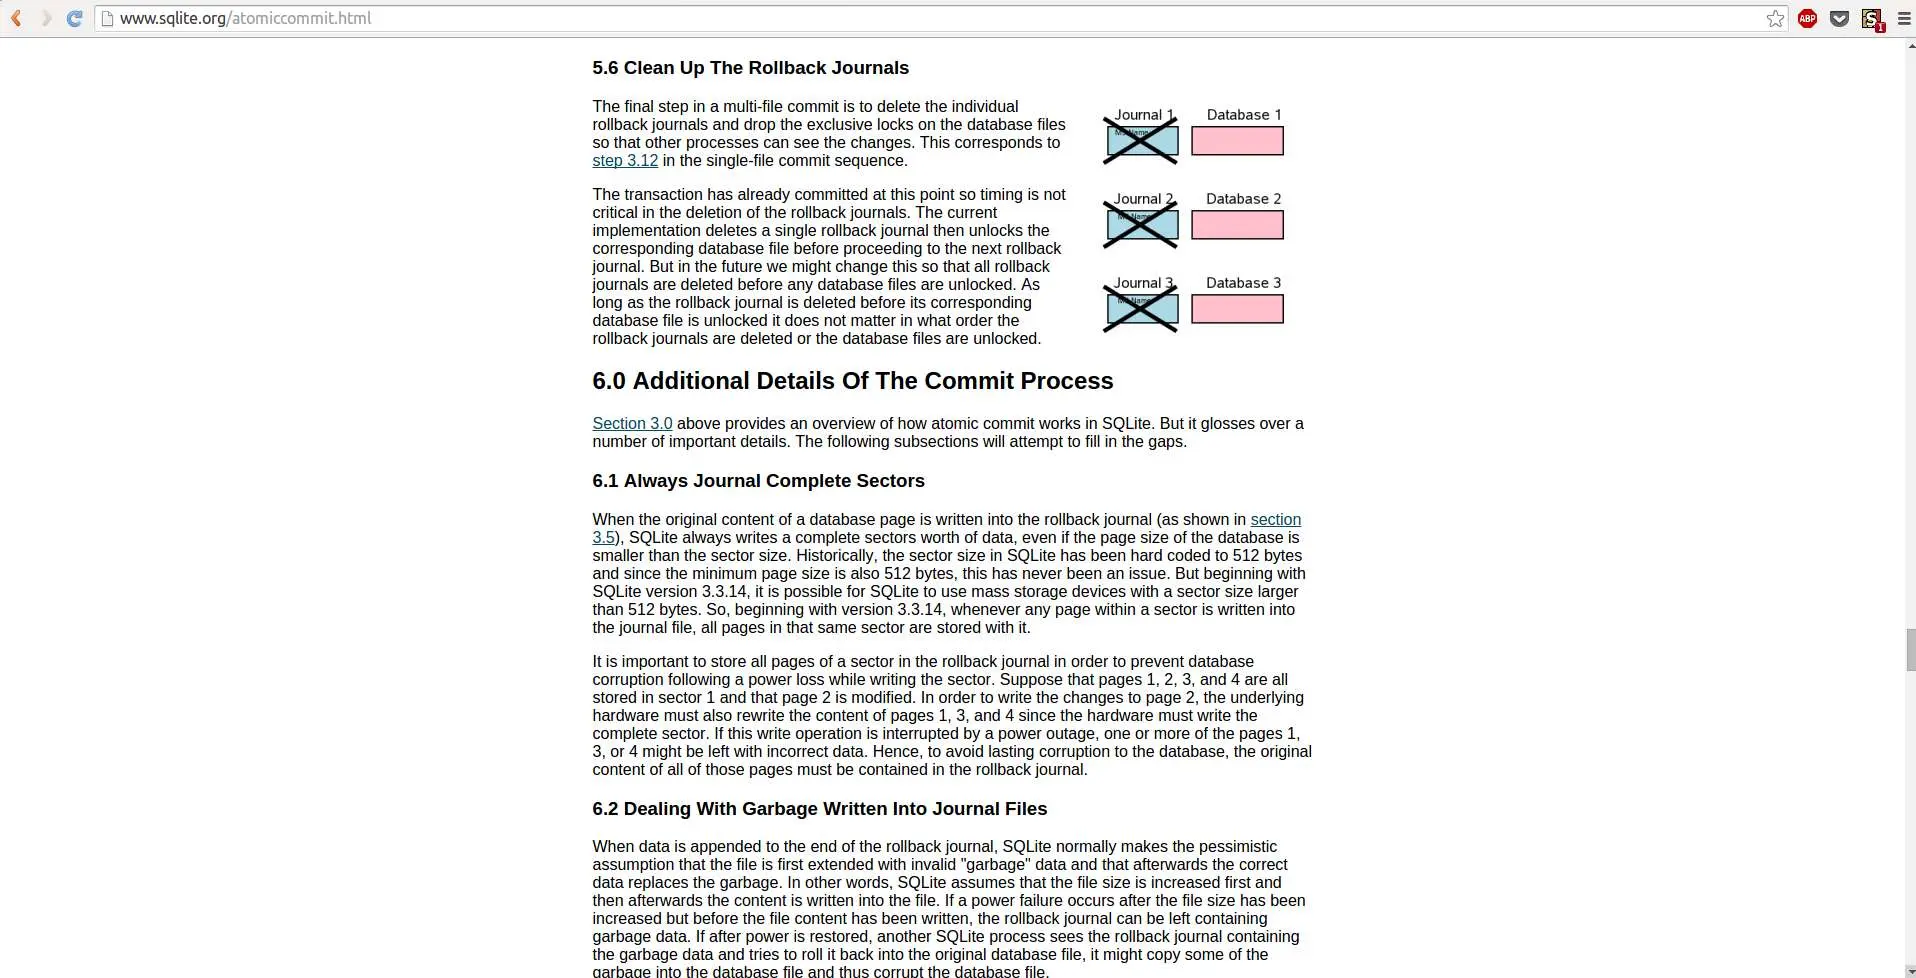 www.sqlite.org/atomiccommit.html
ABP
S
1
5.6 Clean Up The Rollback Journals
The final step in a multi-file commit is to delete the individual
rollback journals and drop the exclusive locks on the database files
so that other processes can see the changes. This corresponds to
step 3.12 in the single-file commit sequence.
The transaction has already committed at this point so timing is not
critical in the deletion of the rollback journals. The current
implementation deletes a single rollback journal then unlocks the
corresponding database file before proceeding to the next rollback
journal. But in the future we might change this so that all rollback
journals are deleted before any database files are unlocked. As
long as the rollback journal is deleted before its corresponding
database file is unlocked it does not matter in what order the
rollback journals are deleted or the database files are unlocked.
Journal 1 Database 1
Name
Journal 2 Database 2
Name
Journal 3 Database 3
Name
6.0 Additional Details Of The Commit Process
Section 3.0 above provides an overview of how atomic commit works in SQLite. But it glosses over a
number of important details. The following subsections will attempt to fill in the gaps.
6.1 Always Journal Complete Sectors
When the original content of a database page is written into the rollback journal (as shown in section
3.5), SQLite always writes a complete sectors worth of data, even if the page size of the database is
smaller than the sector size. Historically, the sector size in SQLite has been hard coded to 512 bytes
and since the minimum page size is also 512 bytes, this has never been an issue. But beginning with
SQLite version 3.3.14, it is possible for SQLite to use mass storage devices with a sector size larger
than 512 bytes. So, beginning with version 3.3.14, whenever any page within a sector is written into
the journal file, all pages in that same sector are stored with it.
It is important to store all pages of a sector in the rollback journal in order to prevent database
corruption following a power loss while writing the sector. Suppose that pages 1, 2, 3, and 4 are all
stored in sector 1 and that page 2 is modified. In order to write the changes to page 2, the underlying
hardware must also rewrite the content of pages 1, 3, and 4 since the hardware must write the
complete sector. If this write operation is interrupted by a power outage, one or more of the pages 1,
3, or 4 might be left with incorrect data. Hence, to avoid lasting corruption to the database, the original
content of all of those pages must be contained in the rollback journal.
6.2 Dealing With Garbage Written Into Journal Files
When data is appended to the end of the rollback journal, SQLite normally makes the pessimistic
assumption that the file is first extended with invalid "garbage" data and that afterwards the correct
data replaces the garbage. In other words, SQLite assumes that the file size is increased first and
then afterwards the content is written into the file. If a power failure occurs after the file size has been
increased but before the file content has been written, the rollback journal can be left containing
garbage data. If after power is restored, another SQLite process sees the rollback journal containing
the garbage data and tries to roll it back into the original database file, it might copy some of the
garbage into the database file and thus corrupt the database file.